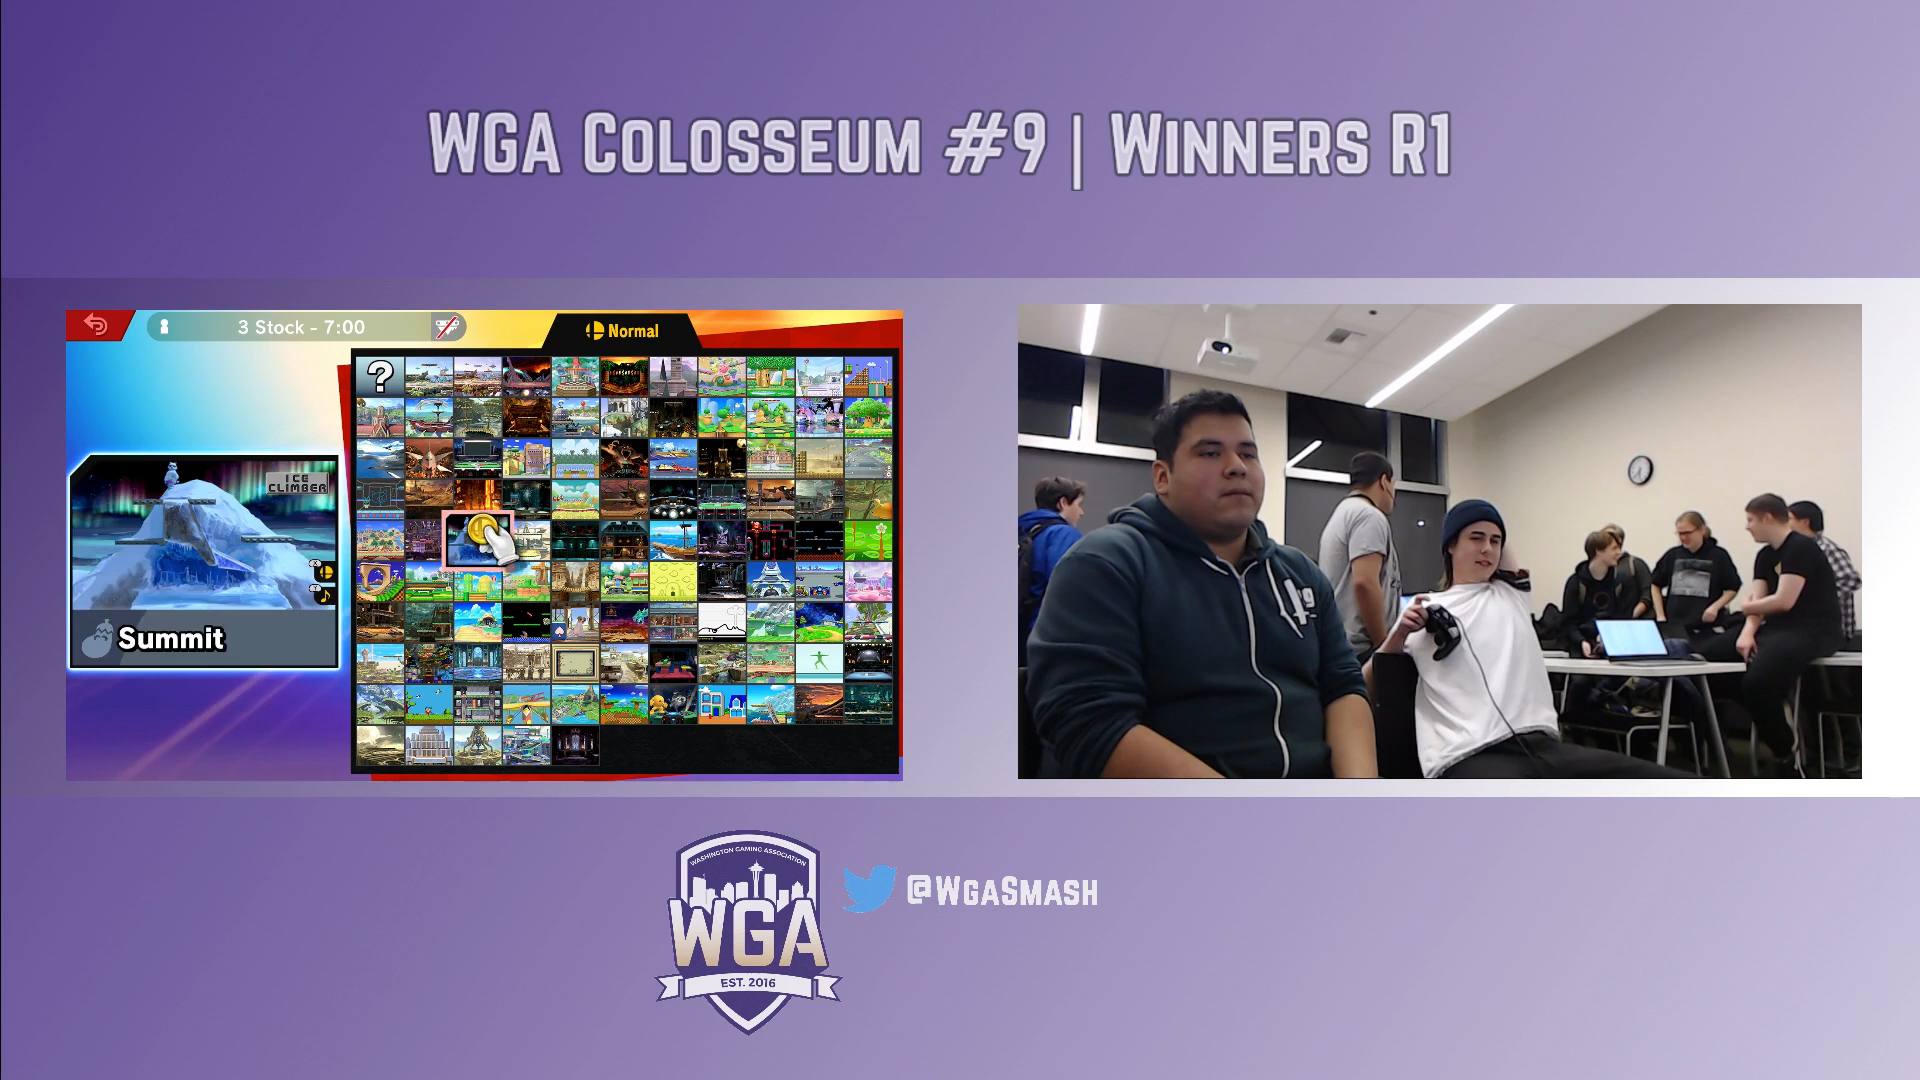 WGA COLOSSEUM #9 | WINNERS R1
3 Stock - 7:00
Normal
?
ICE
CLIMBER
Summit
WASHINGTON GAMING ASSOCIATION
WGA
EST. 2016
@WGASMASH